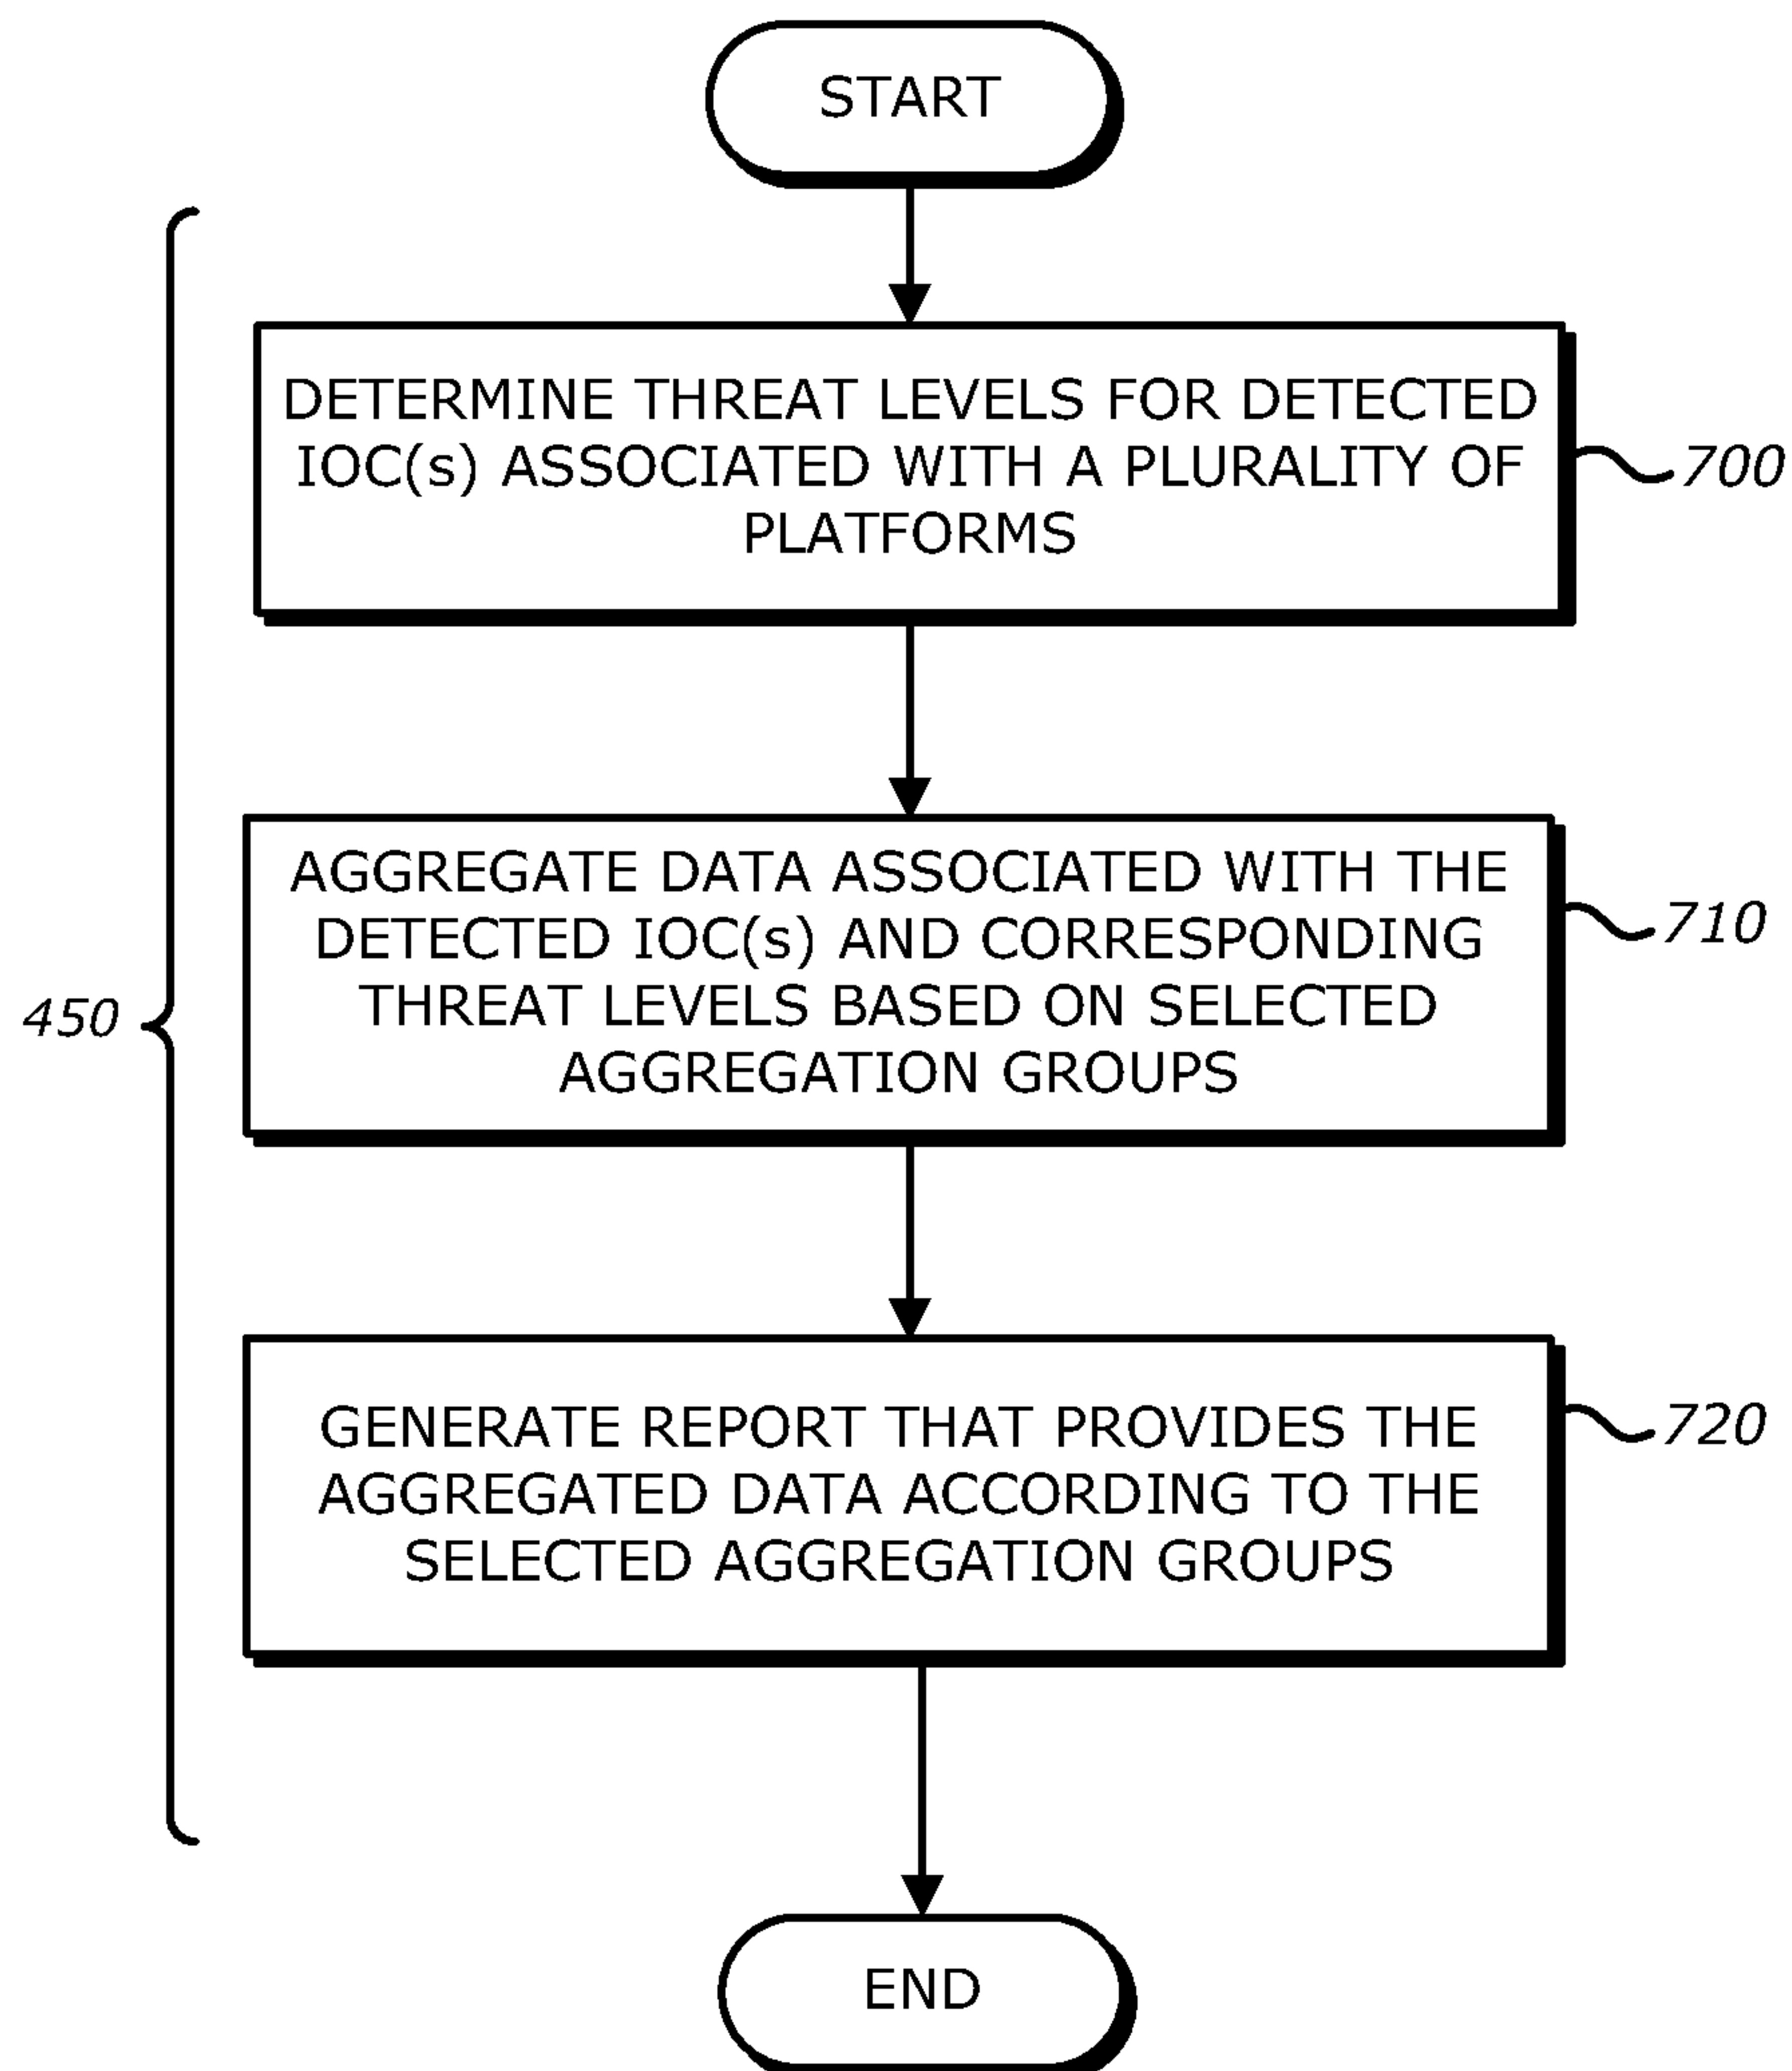 START
DETERMINE THREAT LEVELS FOR DETECTED
IOC(s) ASSOCIATED WITH A PLURALITY OF
PLATFORMS
700
AGGREGATE DATA ASSOCIATED WITH THE
DETECTED IOC(s) AND CORRESPONDING
THREAT LEVELS BASED ON SELECTED
AGGREGATION GROUPS
710
450
GENERATE REPORT THAT PROVIDES THE
AGGREGATED DATA ACCORDING TO THE
SELECTED AGGREGATION GROUPS
720
END